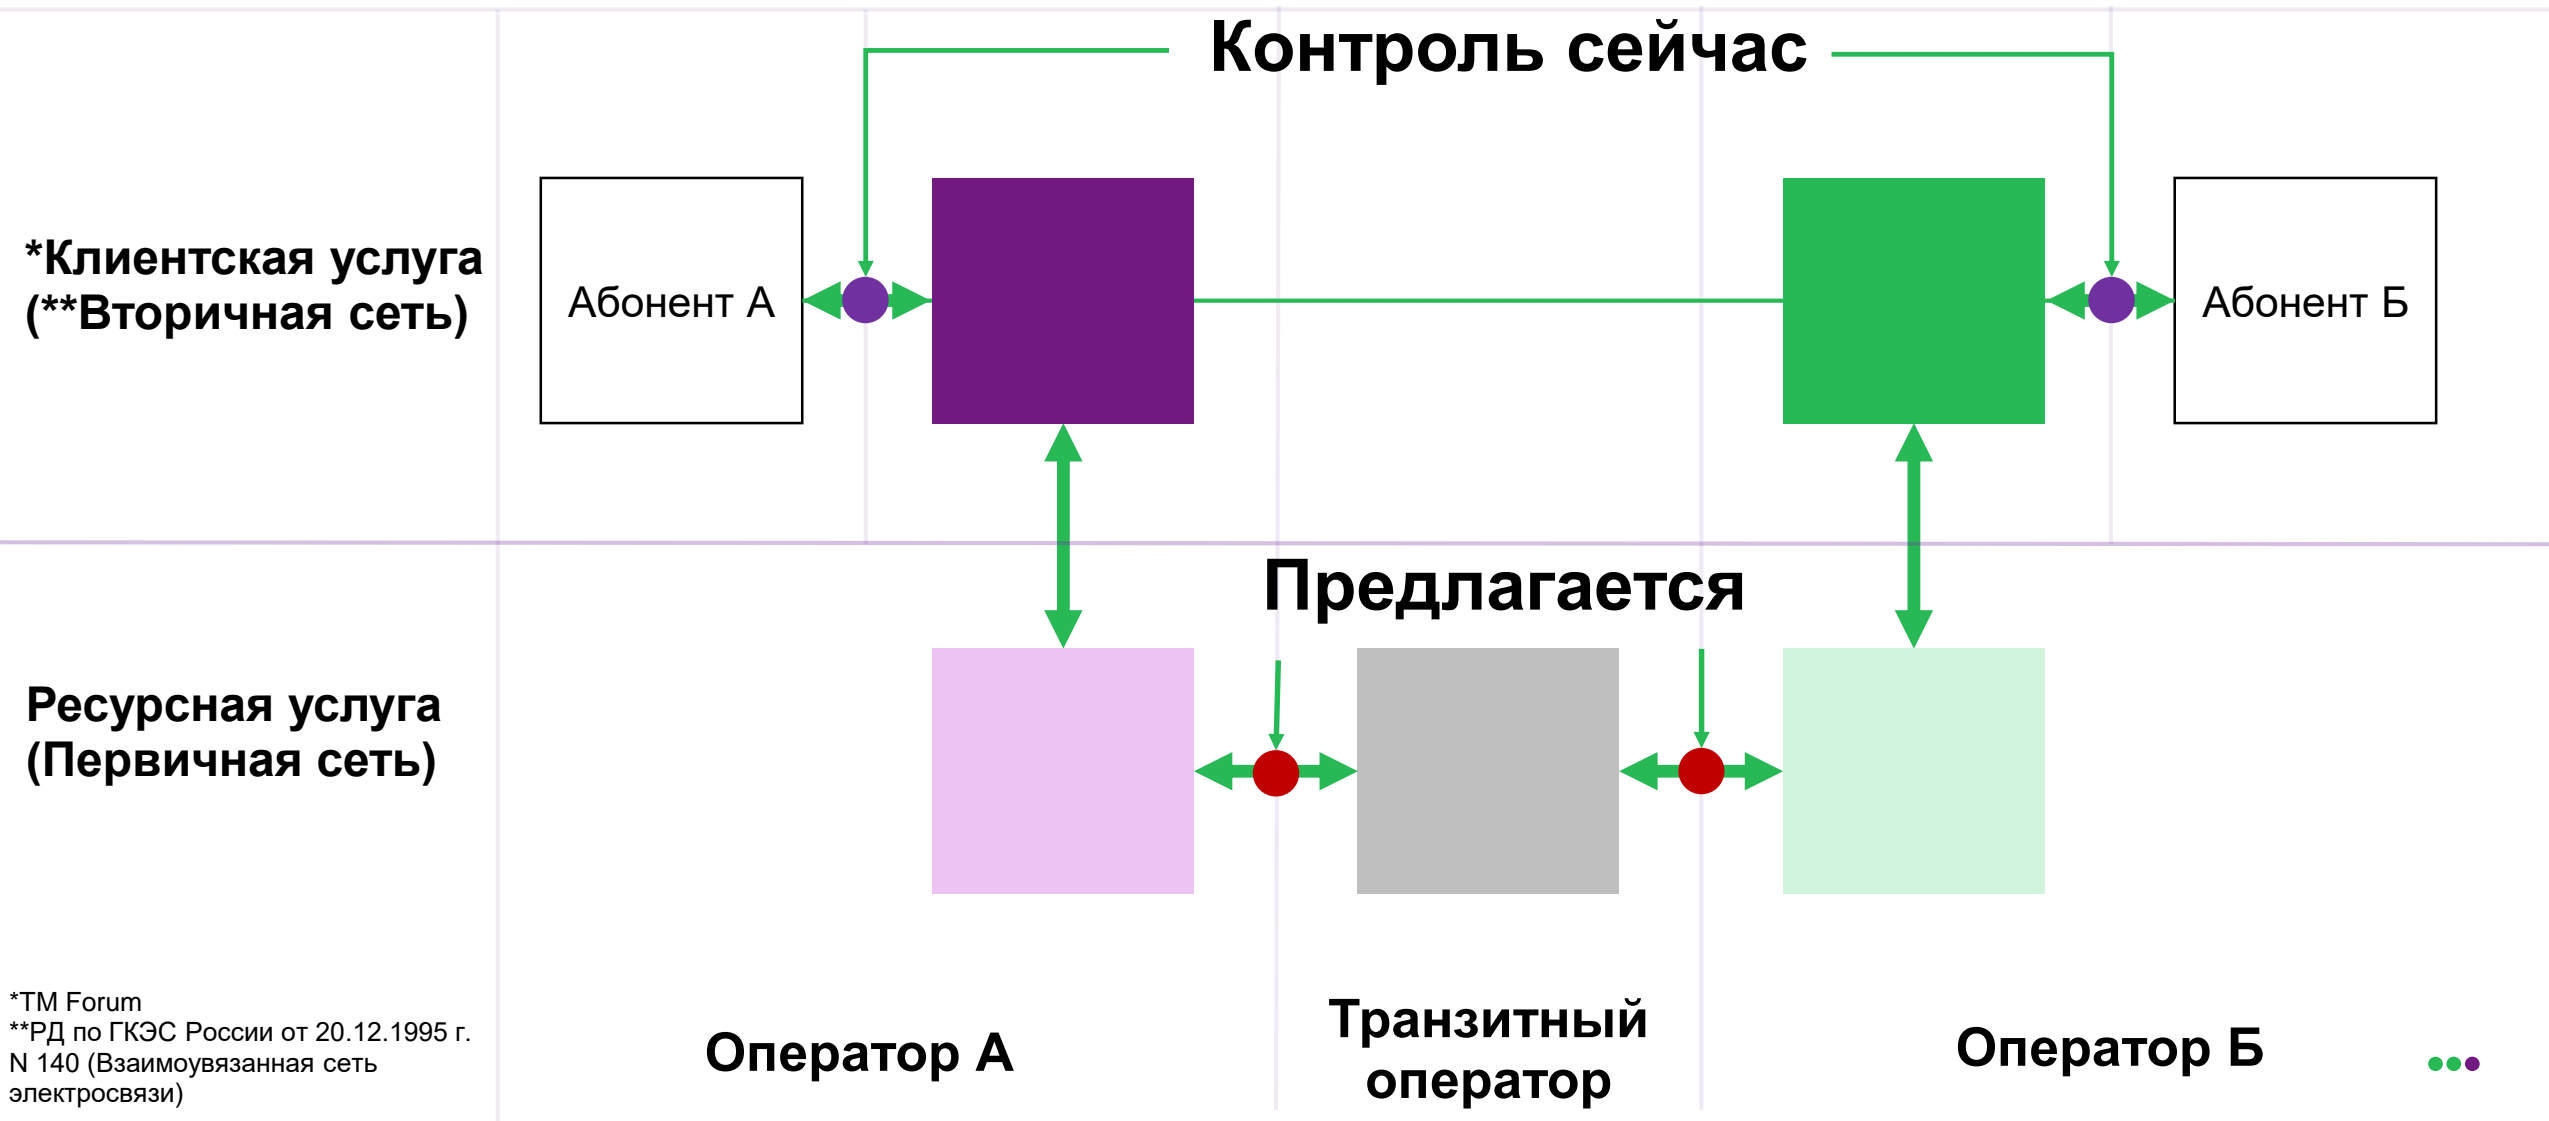 Контроль сейчас
*Клиентская услуга
(**Вторичная сеть)
Абонент А
Абонент Б
Предлагается
Ресурсная услуга
(Первичная сеть)
*TM Forum
**РД по ГКЭС России от 20.12.1995 г.
N 140 (Взаимоувязанная сеть
электросвязи)
Оператор А
Транзитный
оператор
Оператор Б